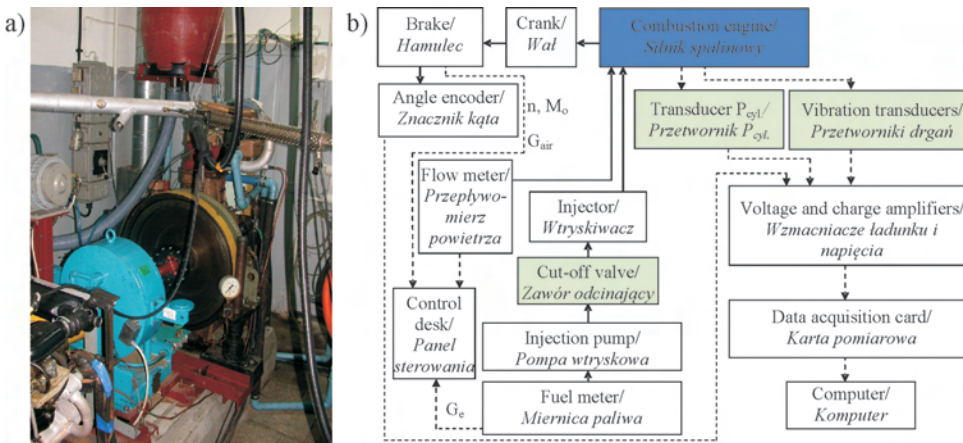 a)
b)
Brake/
Hamulec
Crank/
Wał
Combustion engine/
Silnik spalinowy
Angle encoder/
Znacznik kąta
n, Mo
Gair
Transducer Pcyl/
Przetwornik Pcyl.
Vibration transducers/
Przetworniki drgań
Flow meter/
Przepływo-
mierz
powietrza
Injector/
Wtryskiwacz
Voltage and charge amplifiers/
Wzmacniacze ładunku i
napięcia
Cut-off valve/
Zawór odcinający
Control
desk/
Panel
sterowania
Injection pump/
Pompa wtryskowa
Data acquisition card/
Karta pomiarowa
Ge
Fuel meter/
Miernica paliwa
Computer/
Komputer